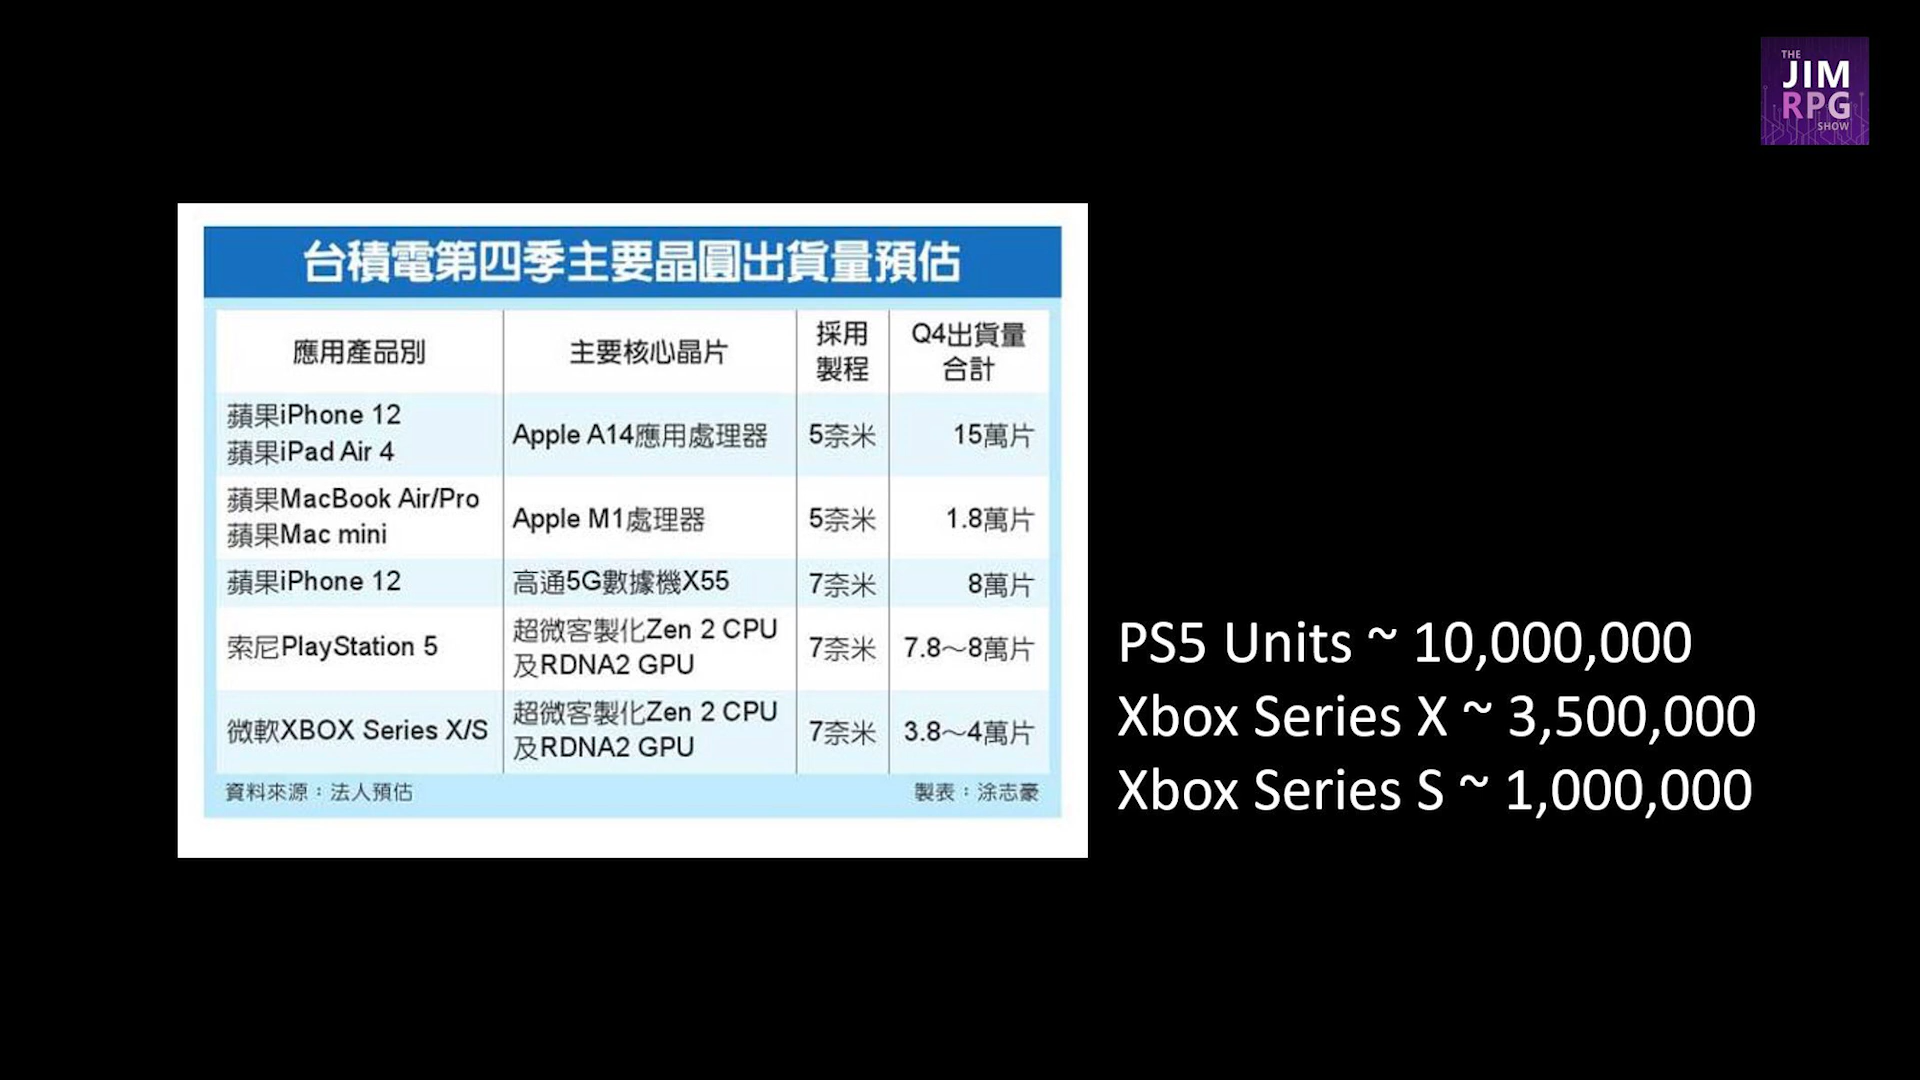 THE
JIM
RPG
SHOW
台積電第四季主要晶圓出貨量預估
應用產品別 主要核心晶片 採用製程 Q4出貨量合計
蘋果iPhone 12
蘋果iPad Air 4
Apple A14應用處理器 5奈米 15萬片
蘋果MacBook Air/Pro
蘋果Mac mini
Apple M1處理器 5奈米 1.8萬片
蘋果iPhone 12 高通5G數據機X55 7奈米 8萬片
索尼PlayStation 5
超微客製化Zen 2 CPU
及RDNA2 GPU
7奈米 7.8～8萬片
微軟XBOX Series X/S
超微客製化Zen 2 CPU
及RDNA2 GPU
7奈米 3.8～4萬片
資料來源：法人預估 製表：涂志豪
PS5 Units ~ 10,000,000
Xbox Series X ~ 3,500,000
Xbox Series S ~ 1,000,000